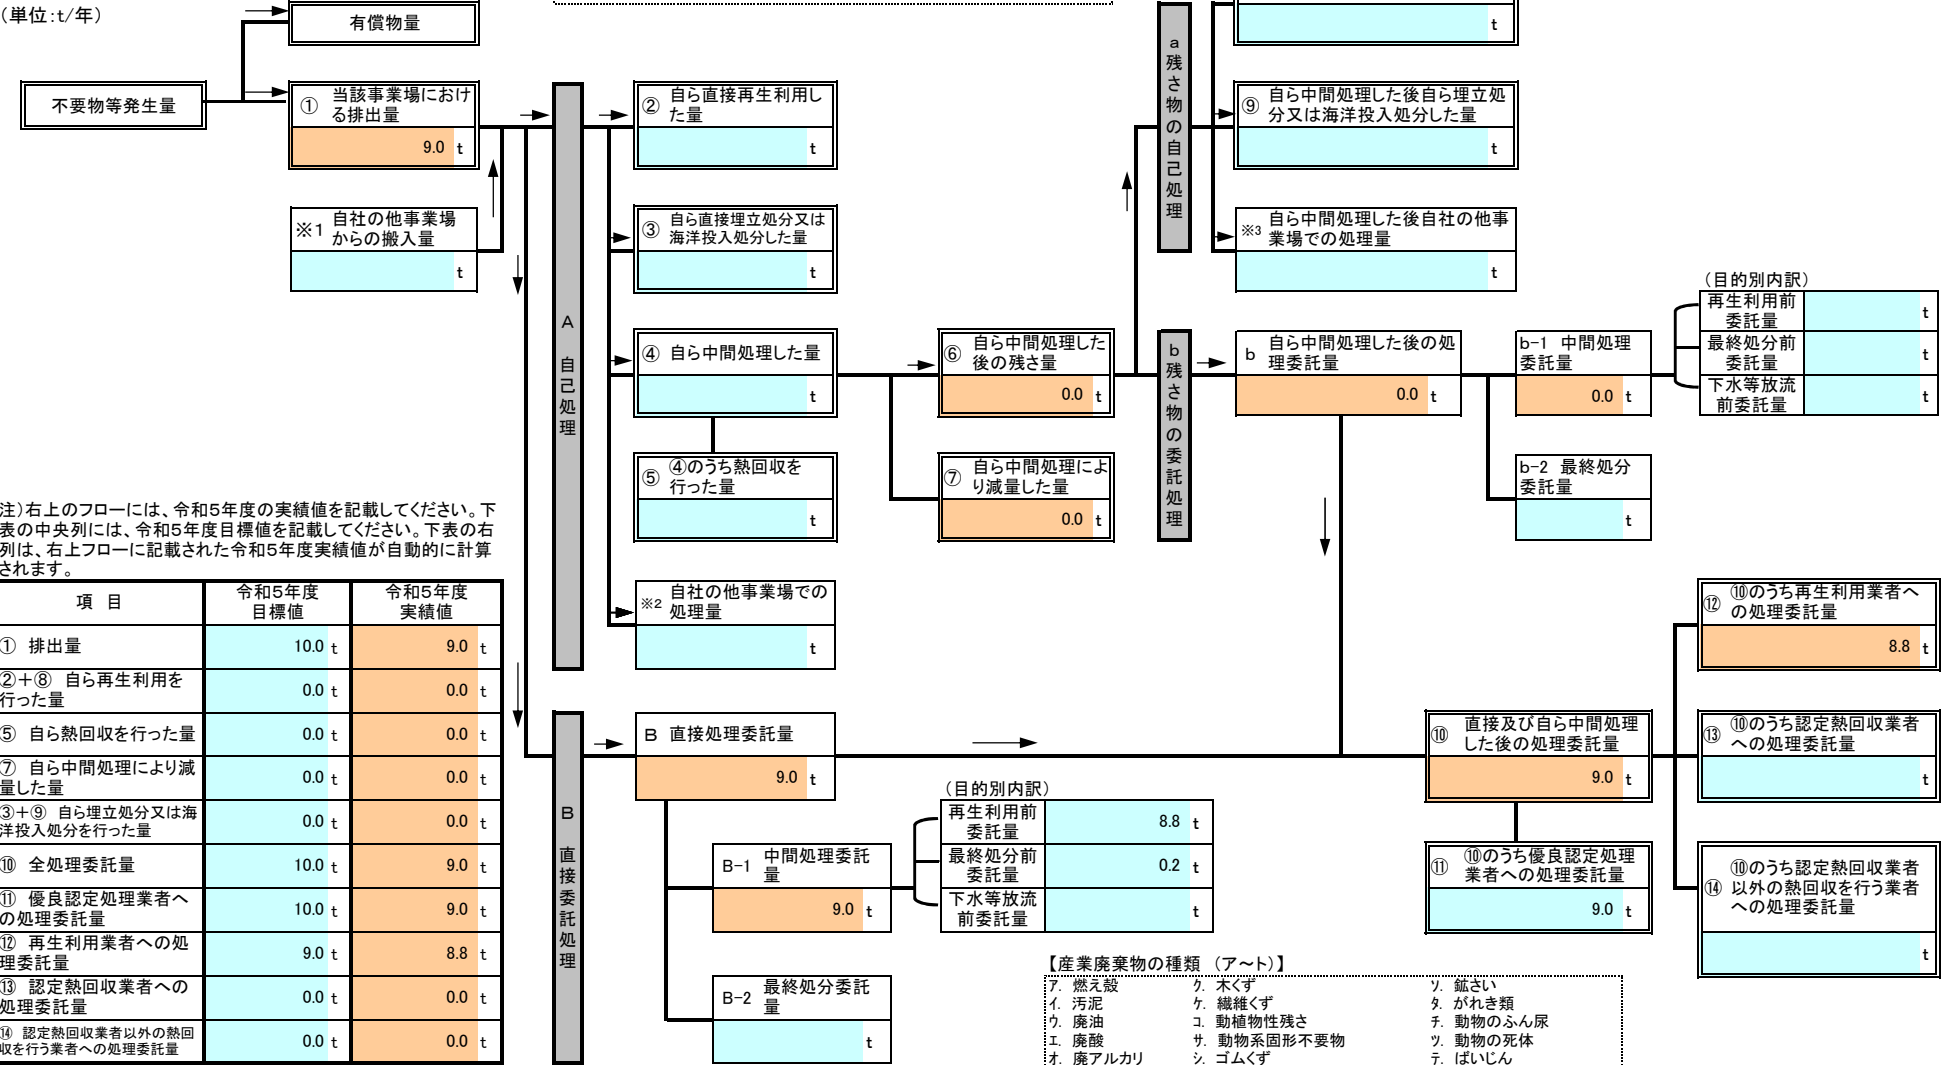 （単位：t/年）
有償物量
不要物等発生量
① 当該事業場におけ
る排出量
9.0 t
※1 自社の他事業場
からの搬入量
t
A
自己処理
② 自ら直接再生利用し
た量
t
③ 自ら直接埋立処分又は
海洋投入処分した量
t
④ 自ら中間処理した量
t
⑤ ④のうち熱回収を
行った量
t
※2 自社の他事業場での
処理量
t
⑥ 自ら中間処理した
後の残さ量
0.0 t
⑦ 自ら中間処理によ
り減量した量
0.0 t
a
残さ物の自己処理
t
⑨ 自ら中間処理した後自ら埋立処
分又は海洋投入処分した量
t
※3 自ら中間処理した後自社の他事
業場での処理量
t
b
残さ物の委託処理
b 自ら中間処理した後の処
理委託量
0.0 t
b-1 中間処理
委託量
0.0 t
（目的別内訳）
再生利用前
委託量
t
最終処分前
委託量
t
下水等放流
前委託量
t
b-2 最終処分
委託量
t
注）右上のフローには、令和5年度の実績値を記載してください。下
表の中央列には、令和5年度目標値を記載してください。下表の右
列は、右上フローに記載された令和5年度実績値が自動的に計算
されます。
項 目 令和5年度
目標値 令和5年度
実績値
① 排出量 10.0 t 9.0 t
②＋⑧ 自ら再生利用を
行った量 0.0 t 0.0 t
⑤ 自ら熱回収を行った量 0.0 t 0.0 t
⑦ 自ら中間処理により減
量した量 0.0 t 0.0 t
③＋⑨ 自ら埋立処分又は海
洋投入処分を行った量 0.0 t 0.0 t
⑩ 全処理委託量 10.0 t 9.0 t
⑪ 優良認定処理業者へ
の処理委託量 10.0 t 9.0 t
⑫ 再生利用業者への処
理委託量 9.0 t 8.8 t
⑬ 認定熱回収業者への
処理委託量 0.0 t 0.0 t
⑭ 認定熱回収業者以外の熱回
収を行う業者への処理委託量 0.0 t 0.0 t
B
直接委託処理
B 直接処理委託量
9.0 t
B-1 中間処理委託
量
9.0 t
（目的別内訳）
再生利用前
委託量
8.8 t
最終処分前
委託量
0.2 t
下水等放流
前委託量
t
B-2 最終処分委託
量
t
⑩ 直接及び自ら中間処理
した後の処理委託量
9.0 t
⑪ ⑩のうち優良認定処理
業者への処理委託量
9.0 t
⑫ ⑩のうち再生利用業者へ
の処理委託量
8.8 t
⑬ ⑩のうち認定熱回収業者
への処理委託量
t
⑭ ⑩のうち認定熱回収業者
以外の熱回収を行う業者
への処理委託量
t
【産業廃棄物の種類 （ア～ト）】
ｱ. 燃え殻 ｸ. 木くず ｿ. 鉱さい
ｲ. 汚泥 ｹ. 繊維くず ﾀ. がれき類
ｳ. 廃油 ｺ. 動植物性残さ ﾁ. 動物のふん尿
ｴ. 廃酸 ｻ. 動物系固形不要物 ﾂ. 動物の死体
ｵ. 廃アルカリ ｼ. ゴムくず ﾃ. ばいじん